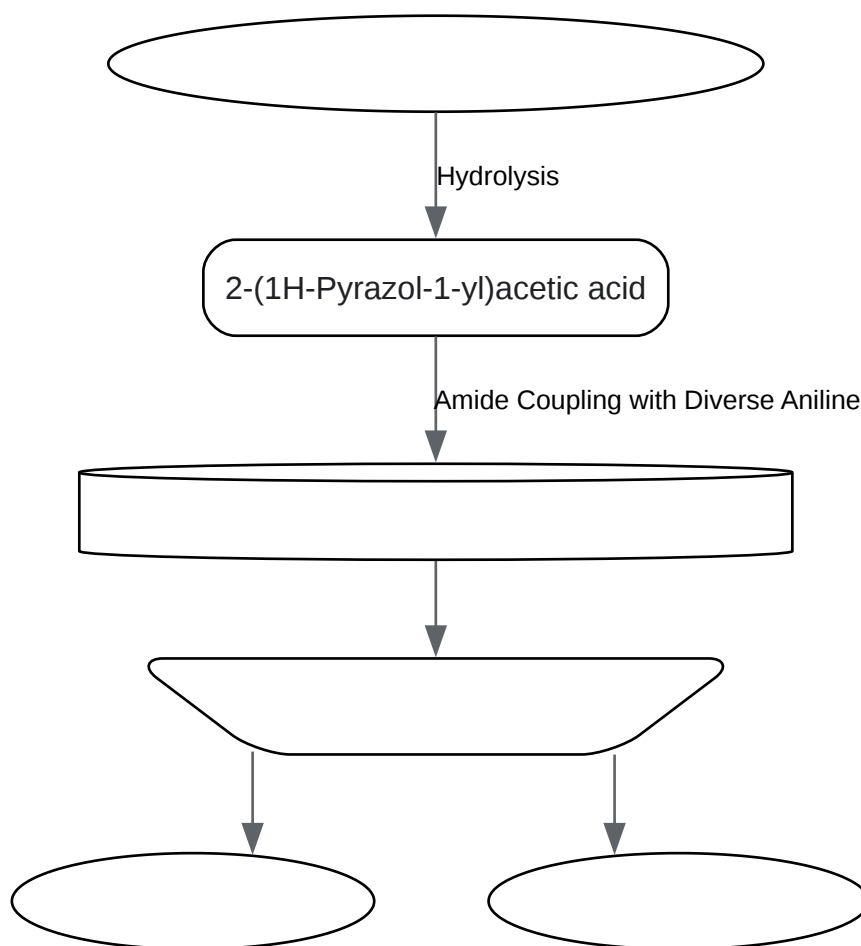 Hydrolysis
2-(1H-Pyrazol-1-yl)acetic acid
Amide Coupling with Diverse Aniline